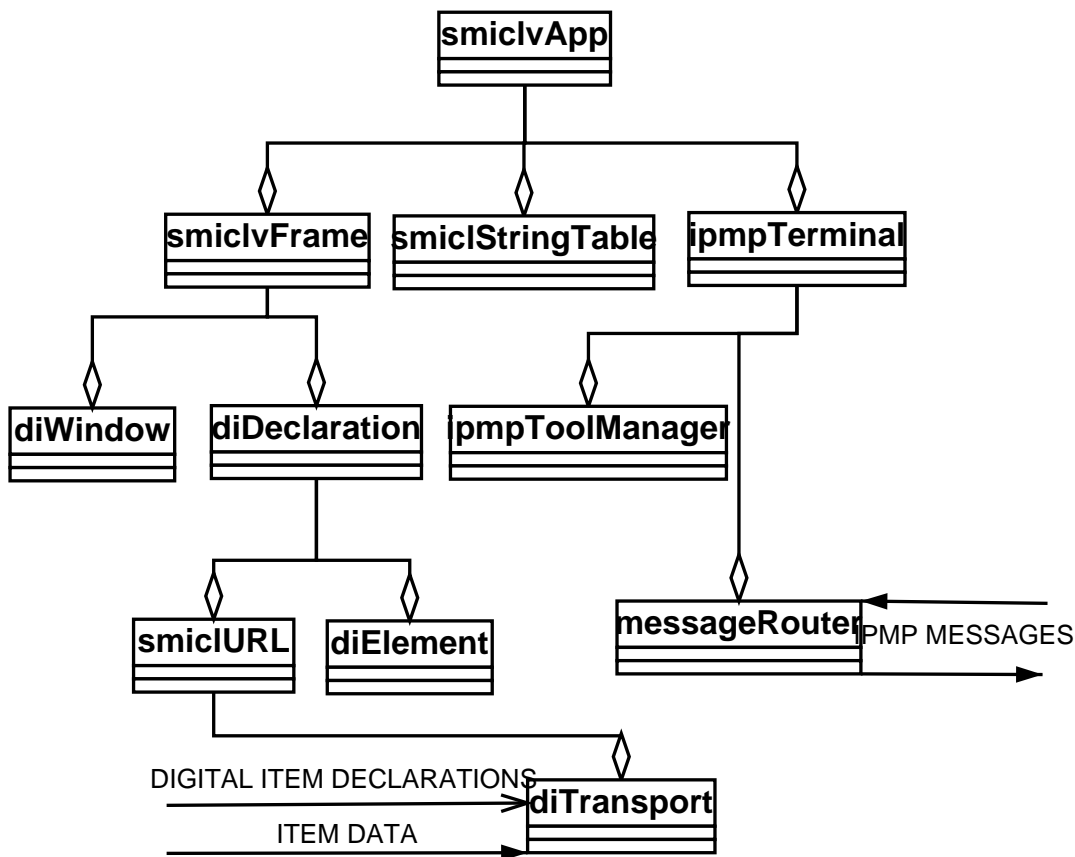 smiclvApp
smiclvFrame
smiclStringTable
ipmpTerminal
diWindow
diDeclaration
ipmpToolManager
smiclURL
diElement
messageRouter
IPMP MESSAGES
DIGITAL ITEM DECLARATIONS
diTransport
ITEM DATA